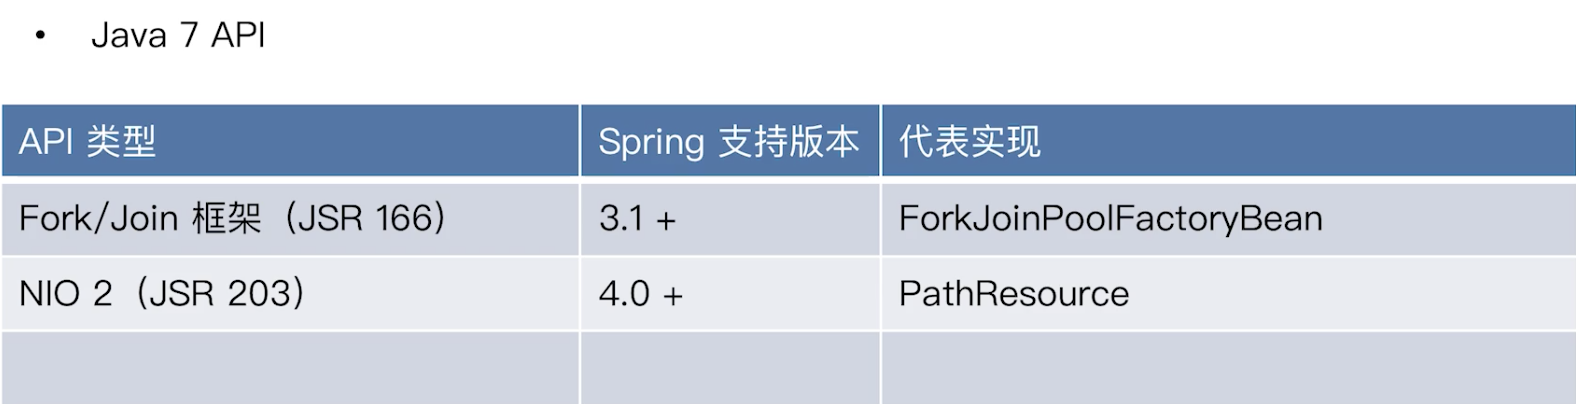 • Java 7 API
API 类型 Spring 支持版本 代表实现
Fork/Join 框架（JSR 166） 3.1 + ForkJoinPoolFactoryBean
NIO 2（JSR 203） 4.0 + PathResource